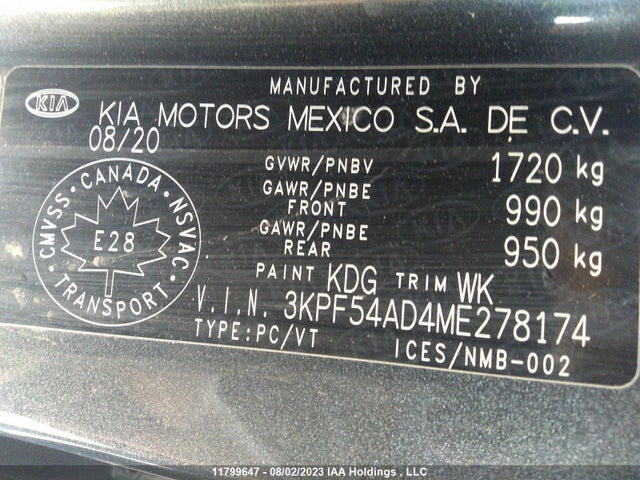 MANUFACTURED BY
KIA
KIA MOTORS MEXICO S.A. DE C.V.
08/20
GVWR/PNBV 1720 kg
GAWR/PNBE FRONT 990 kg
GAWR/PNBE REAR 950 kg
CMVSS • CANADA • NSVAC
E28
TRANSPORT
PAINT KDG TRIM WK
V.I.N. 3KPF54AD4ME278174
TYPE:PC/VT ICES/NMB-002
11799647 - 08/02/2023 IAA Holdings , LLC